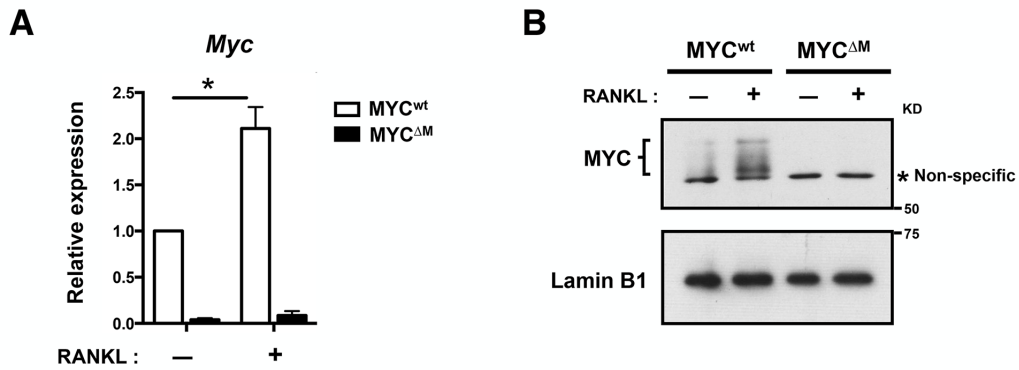 A
Myc
*
Relative expression
2.5
2.0
1.5
1.0
0.5
0.0
MYCwt
MYCΔM
RANKL : — +
B
MYCwt MYCΔM
RANKL : — + — +
KD
MYC
* Non-specific
50
75
Lamin B1